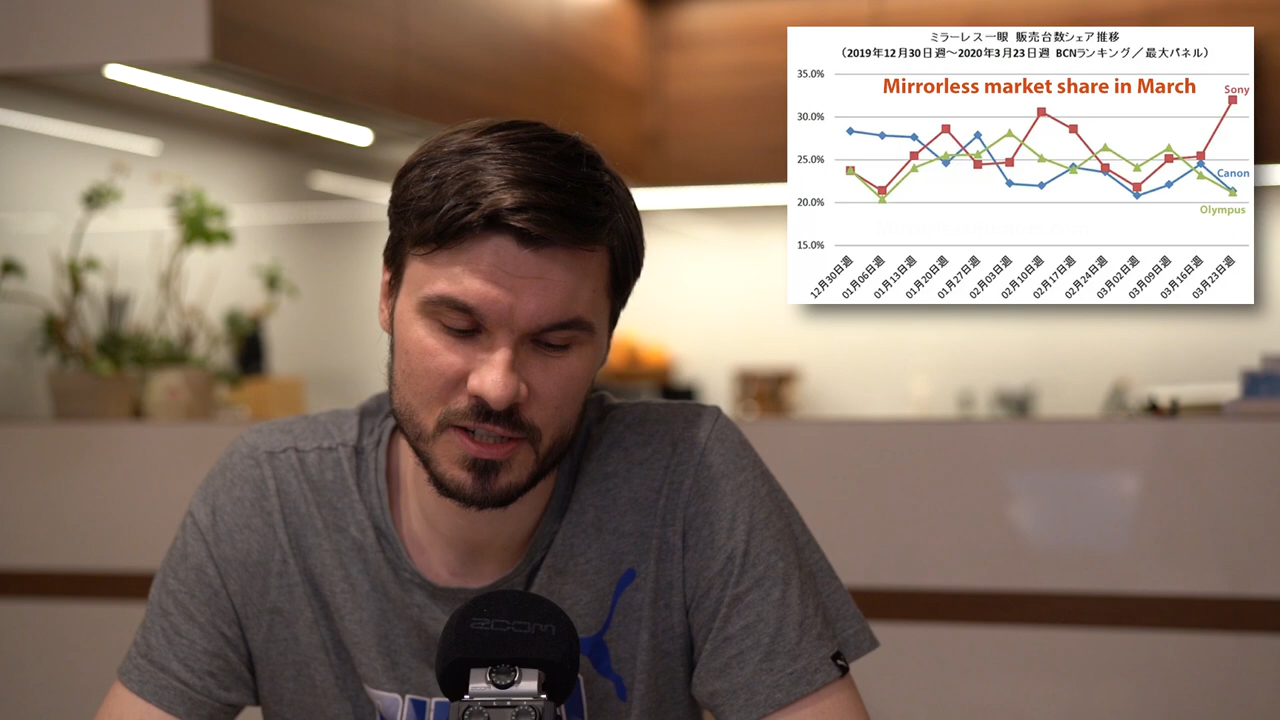 ミラーレス一眼 販売台数シェア推移
(2019年12月30日週〜2020年3月23日週 BCNランキング／最大パネル)
Mirrorless market share in March
35.0%
30.0%
25.0%
20.0%
15.0%
Sony
Canon
Olympus
12月30日週
01月06日週
01月13日週
01月20日週
01月27日週
02月03日週
02月10日週
02月17日週
02月24日週
03月02日週
03月09日週
03月16日週
03月23日週
ZOOM